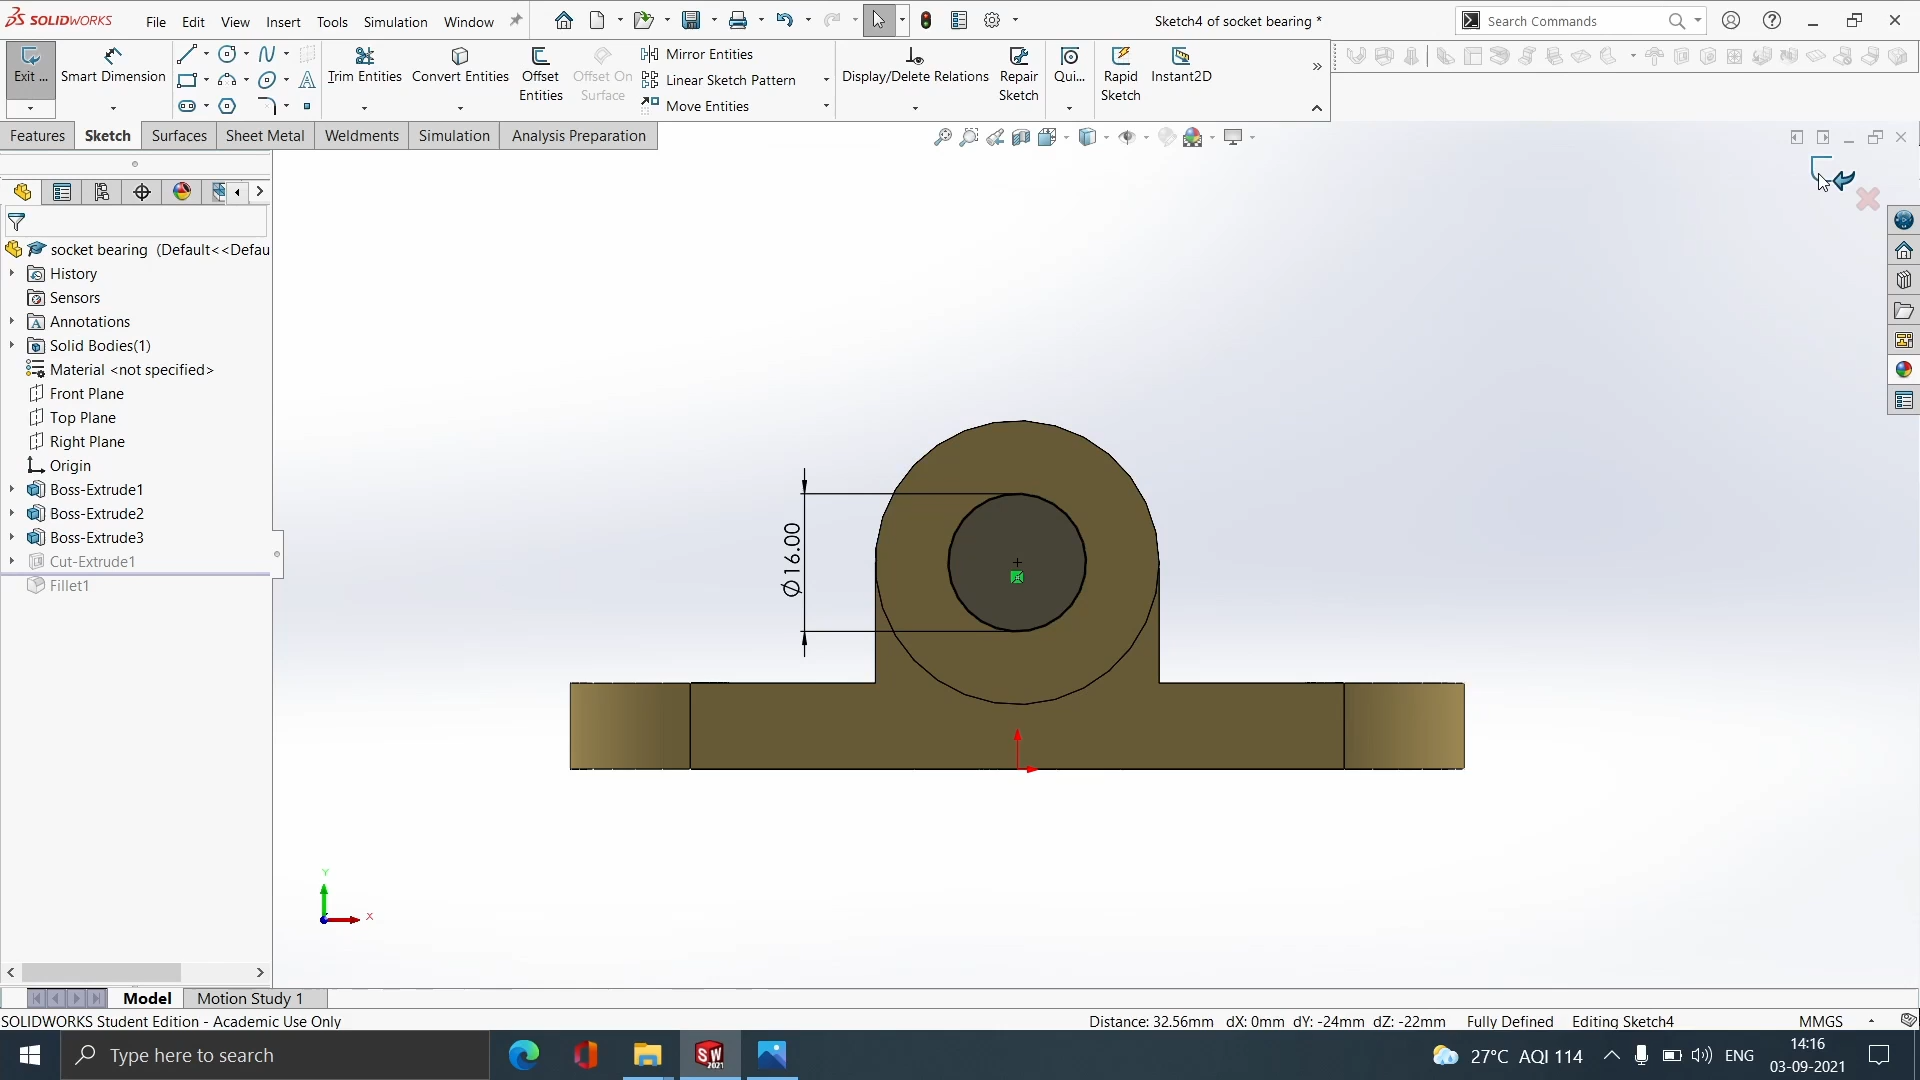 SOLIDWORKS File Edit View Insert Tools Simulation Window Sketch4 of socket bearing * Search Commands
Exit ... Smart Dimension Trim Entities Convert Entities Offset Entities Offset On Surface Mirror Entities Linear Sketch Pattern Move Entities Display/Delete Relations Repair Sketch Qui... Rapid Sketch Instant2D
Features Sketch Surfaces Sheet Metal Weldments Simulation Analysis Preparation
socket bearing (Default<<Defau
History
Sensors
Annotations
Solid Bodies(1)
Material <not specified>
Front Plane
Top Plane
Right Plane
Origin
Boss-Extrude1
Boss-Extrude2
Boss-Extrude3
Cut-Extrude1
Fillet1
Ø16.00
Y
X
Model Motion Study 1
SOLIDWORKS Student Edition - Academic Use Only Distance: 32.56mm dX: 0mm dY: -24mm dZ: -22mm Fully Defined Editing Sketch4 MMGS
Type here to search 27°C AQI 114 ENG 14:16
03-09-2021